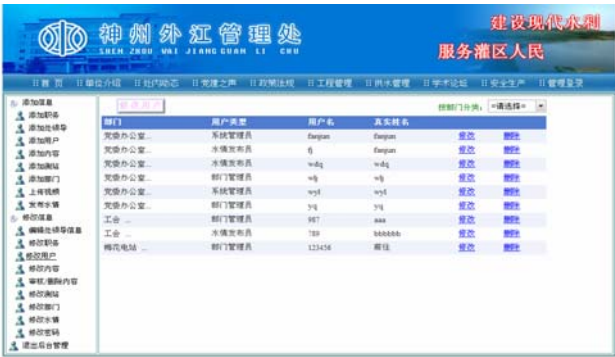 神州外江管理处
SHEN ZHOU WAI JIANG GUAN LI CHU
建设现代水利
服务灌区人民
首 页 单位介绍 处内动态 党建之声 政策法规 工程管理 供水管理 学术论坛 安全生产 管理登录
添加信息
添加职务
添加处领导
添加用户
添加内容
添加测站
添加部门
上传视频
发布水情
修改信息
编辑处领导信息
修改职务
修改用户
修改内容
审核/删除内容
修改测站
修改部门
修改水情
修改密码
退出后台管理
修改用户
按部门分类: =请选择=
部门 用户类型 用户名 真实姓名
党委办公室... 系统管理员 fanjun fanjun 修改 删除
党委办公室... 水情发布员 fj fanjun 修改 删除
党委办公室... 水情发布员 wdq wdq 修改 删除
党委办公室... 部门管理员 wlj wlj 修改 删除
党委办公室... 系统管理员 wyf wyf 修改 删除
党委办公室... 部门管理员 yq yq 修改 删除
工会 ... 部门管理员 987 aaa 修改 删除
工会 ... 水情发布员 789 bbbbbb 修改 删除
梅花电站 ... 部门管理员 123456 修改 删除